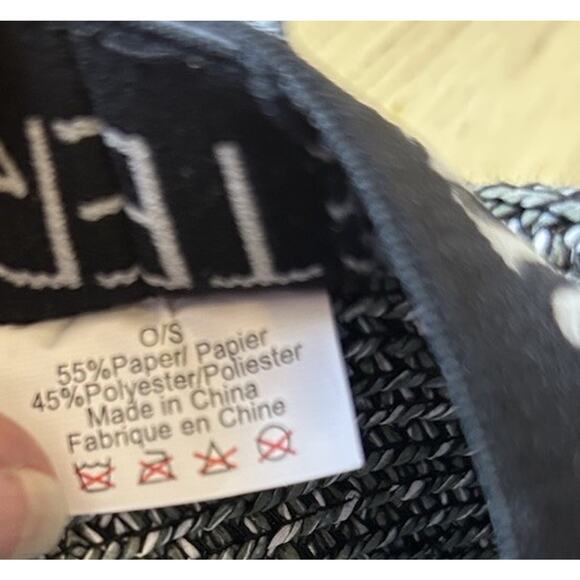 O/S
55%Paper/ Papier
45%Polyester/Poliester
Made in China
Fabrique en Chine